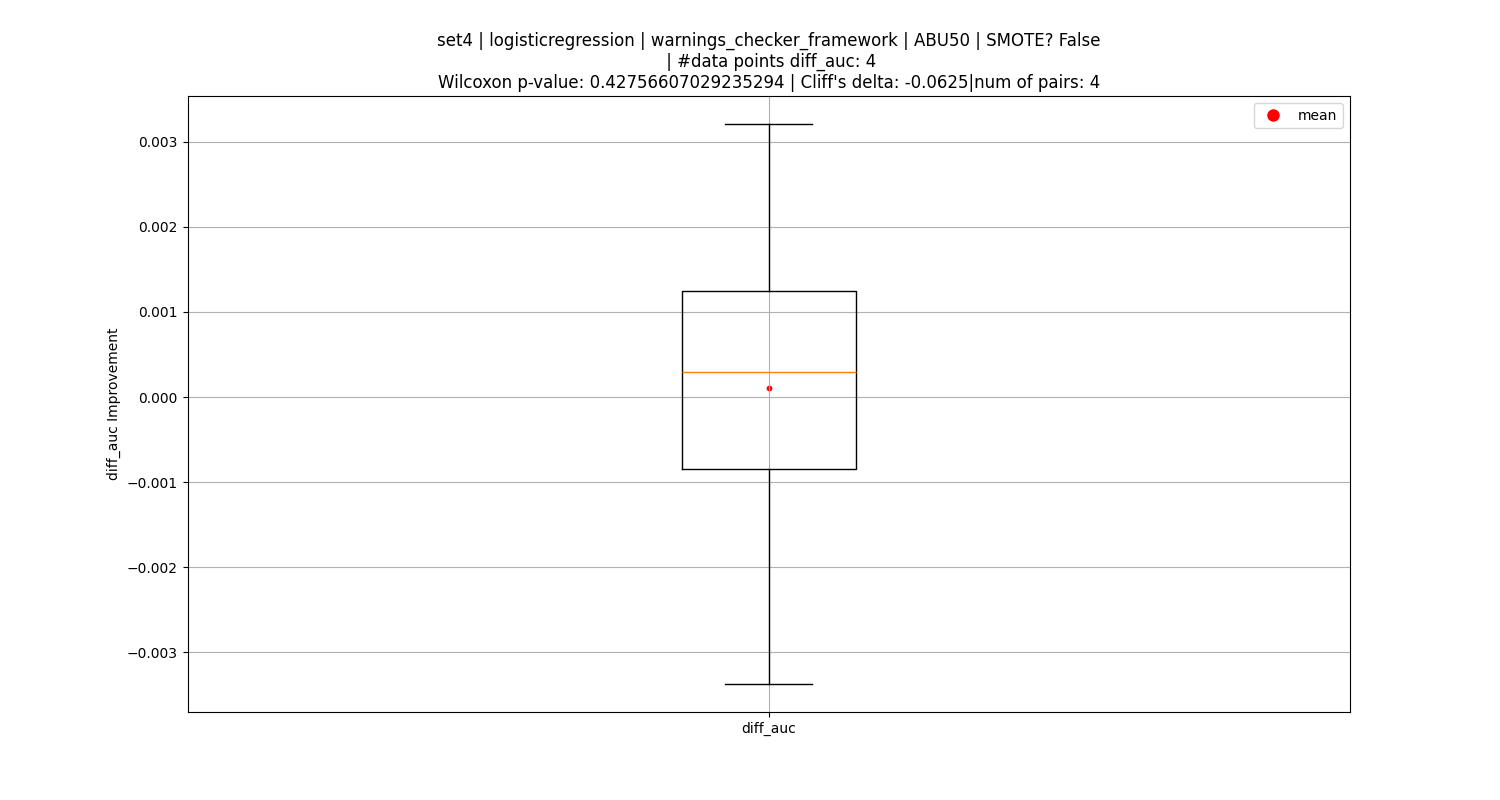 set4 | logisticregression | warnings_checker_framework | ABU50 | SMOTE? False
| #data points diff_auc: 4
Wilcoxon p-value: 0.42756607029235294 | Cliff's delta: -0.0625|num of pairs: 4
mean
0.003
0.002
0.001
0.000
−0.001
−0.002
−0.003
diff_auc Improvement
diff_auc